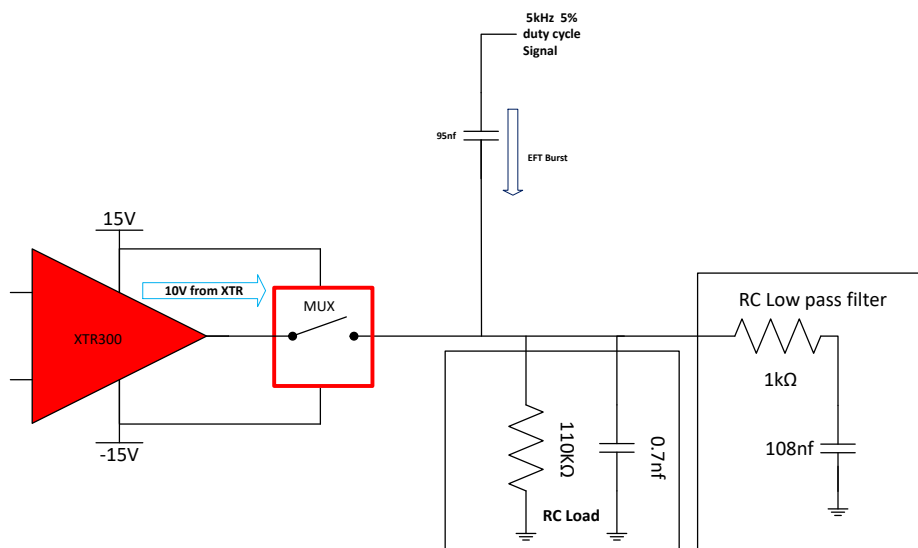 5kHz  5%
duty cycle
Signal
95nf
EFT Burst
15V
10V from XTR
MUX
RC Low pass filter
XTR300
1kΩ
-15V
110KΩ
0.7nf
108nf
RC Load